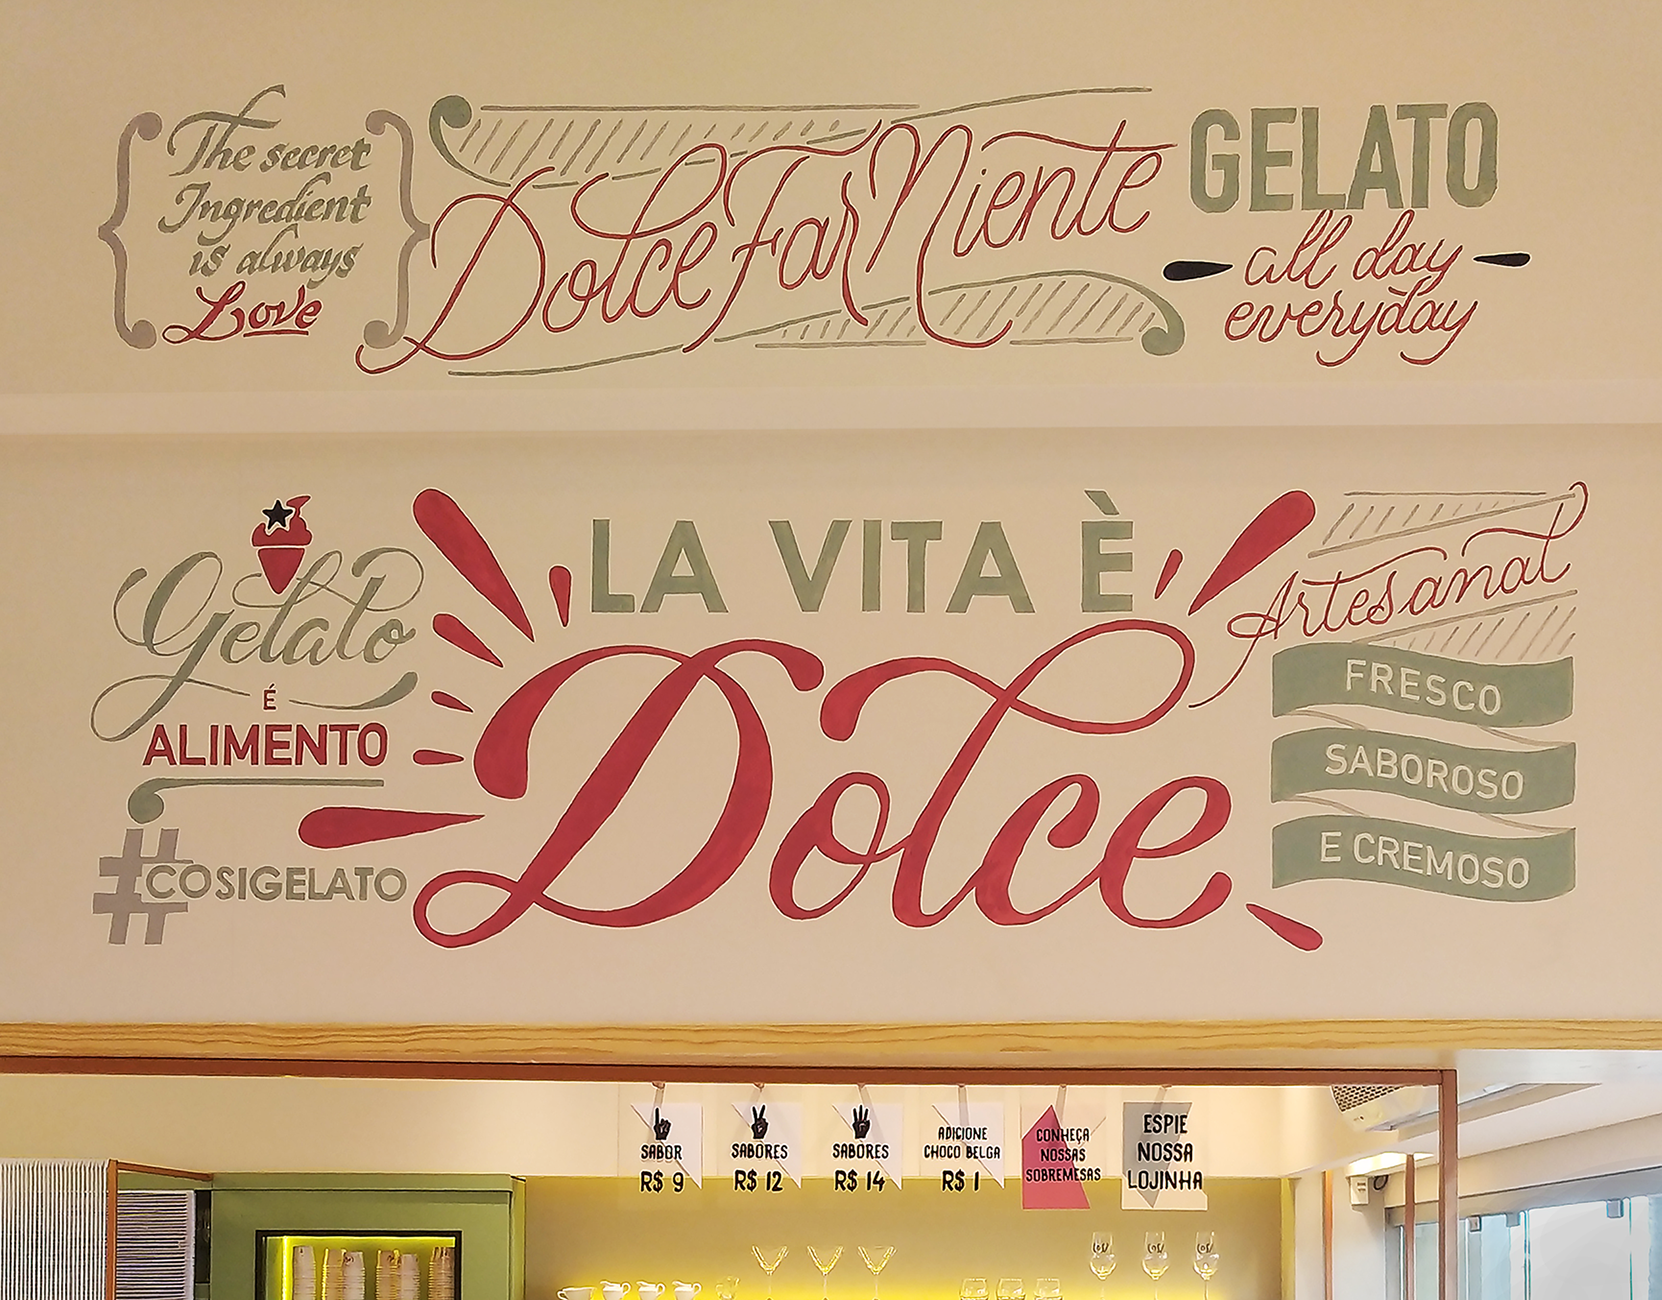 The secret
Ingredient
is always
Love
Dolce Far Niente
GELATO
all day
everyday
Gelato
É
ALIMENTO
#COSIGELATO
LA VITA È
Dolce
Artesanal
FRESCO
SABOROSO
E CREMOSO
SABOR
R$ 9
SABORES
R$ 12
SABORES
R$ 14
ADICIONE
CHOCO BELGA
R$ 1
CONHEÇA
NOSSAS
SOBREMESAS
ESPIE
NOSSA
LOJINHA